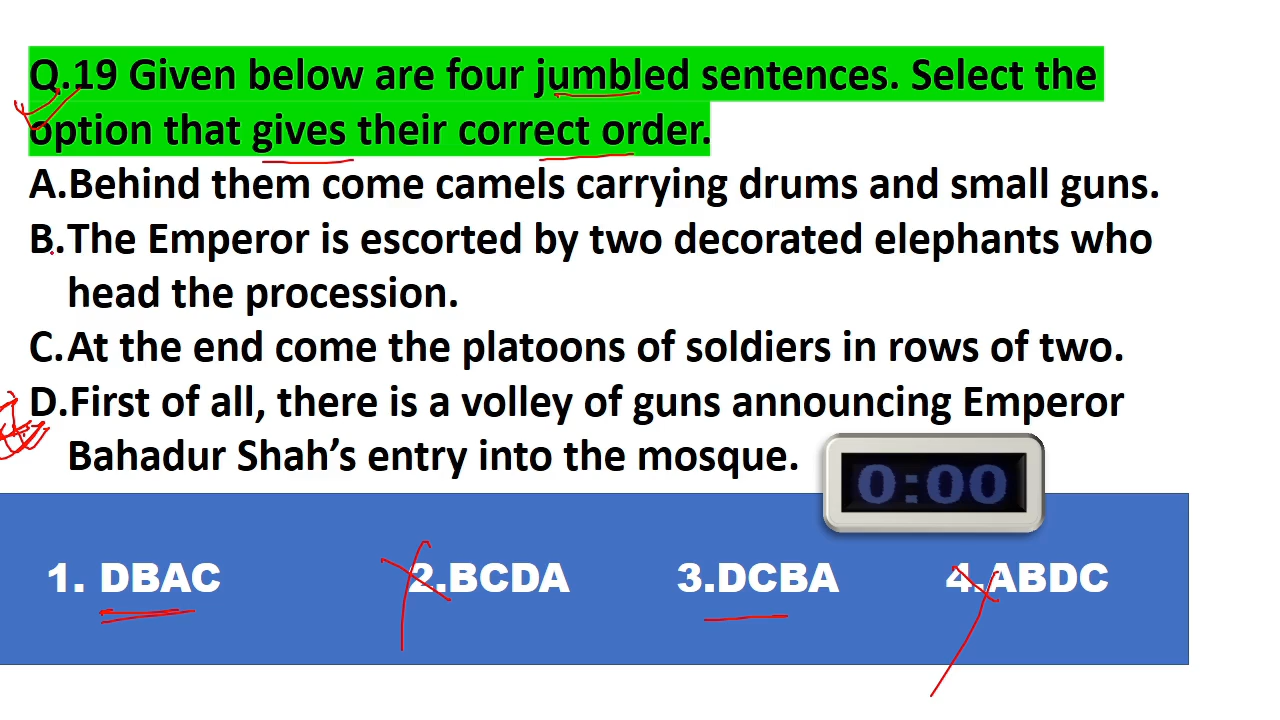 Q.19 Given below are four jumbled sentences. Select the
option that gives their correct order.
A.Behind them come camels carrying drums and small guns.
B.The Emperor is escorted by two decorated elephants who
head the procession.
C.At the end come the platoons of soldiers in rows of two.
D.First of all, there is a volley of guns announcing Emperor
Bahadur Shah’s entry into the mosque.
0:00
1. DBAC 2.BCDA 3.DCBA 4.ABDC